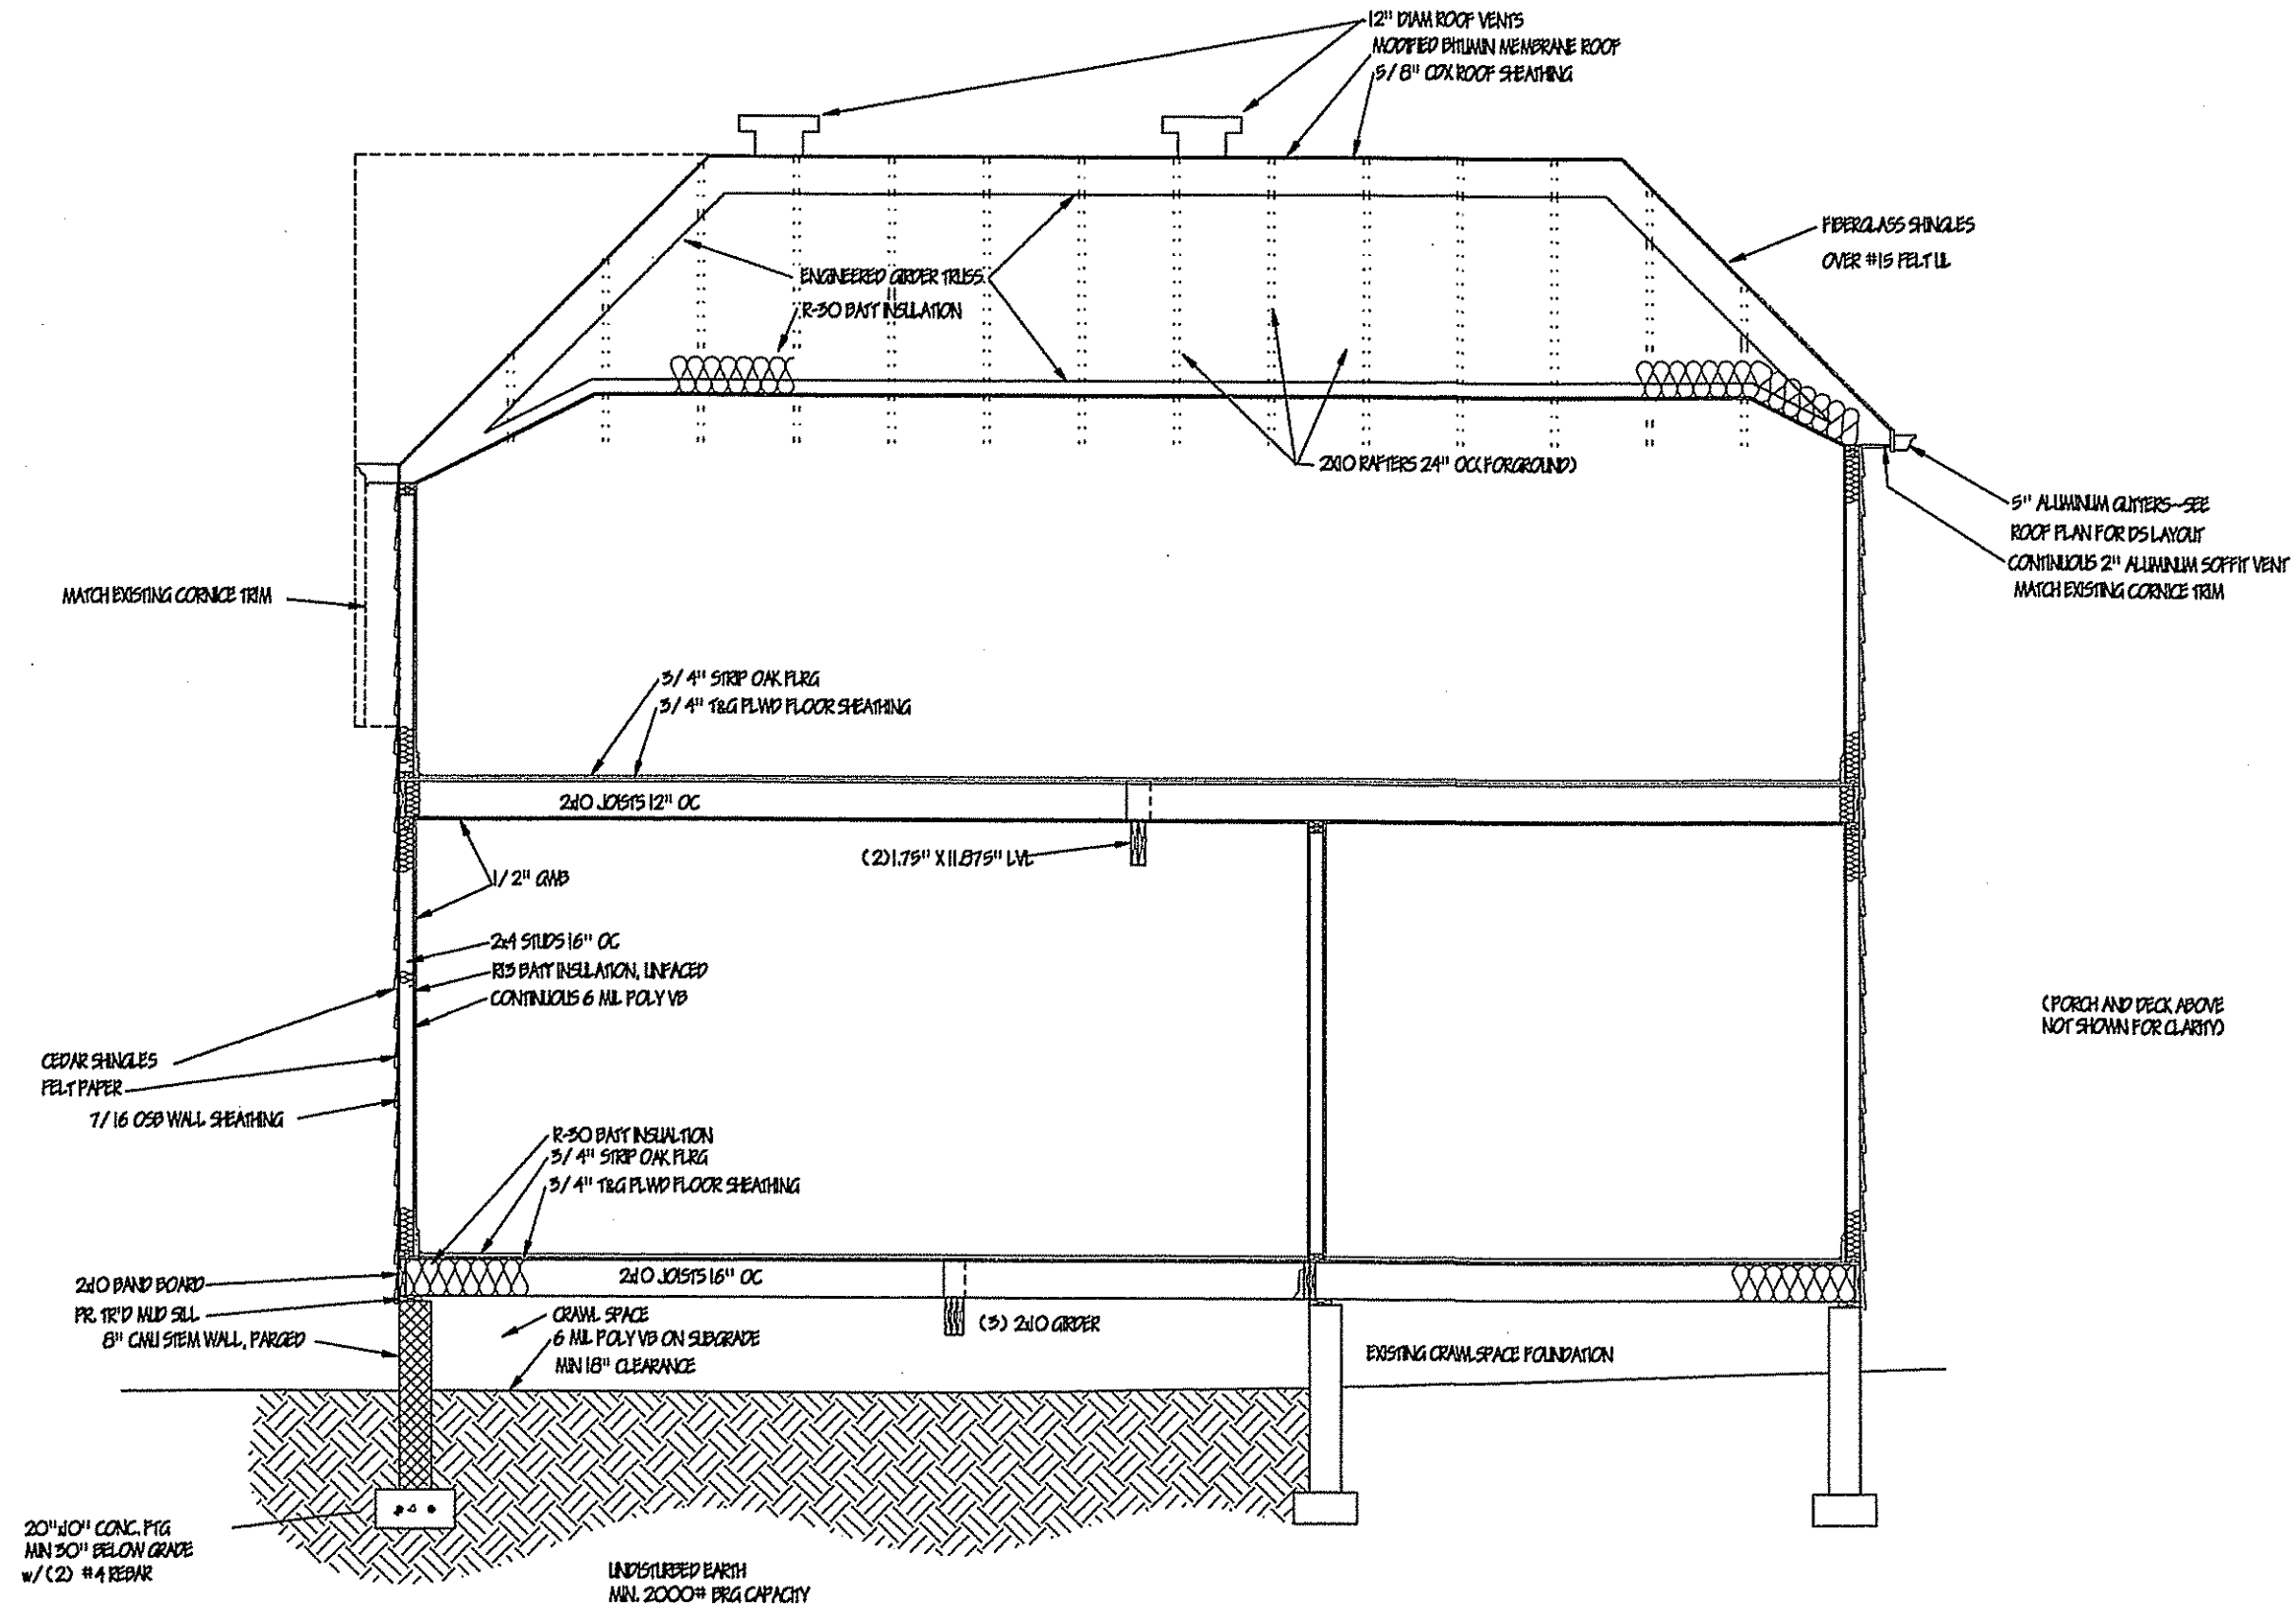 12" DIAM ROOF VENTS
MODIFIED BITUMIN MEMBRANE ROOF
5/8" CDX ROOF SHEATHING
FIBERGLASS SHINGLES
OVER #15 FELT UL
ENGINEERED GIRDER TRUSS
R-30 BATT INSULATION
2X10 RAFTERS 24" OC (FORGROUND)
5" ALUMINUM GUTTERS--SEE
ROOF PLAN FOR DS LAYOUT
CONTINUOUS 2" ALUMINUM SOFFIT VENT
MATCH EXISTING CORNICE TRIM
MATCH EXISTING CORNICE TRIM
3/4" STRIP OAK FLRG
3/4" T&G PLWD FLOOR SHEATHING
2x10 JOISTS 12" OC
(2) 1.75" X 11.875" LVL
1/2" GWB
2x4 STUDS 16" OC
R13 BATT INSULATION, UNFACED
CONTINUOUS 6 MIL POLY VB
(PORCH AND DECK ABOVE
NOT SHOWN FOR CLARITY)
CEDAR SHINGLES
FELT PAPER
7/16 OSB WALL SHEATHING
R-30 BATT INSUALTION
3/4" STRIP OAK FLRG
3/4" T&G PLWD FLOOR SHEATHING
2x10 BAND BOARD
2x10 JOISTS 16" OC
PR. TR'D MUD SILL
8" CMU STEM WALL, PARGED
CRAWL SPACE
6 MIL POLY VB ON SUBGRADE
MIN 18" CLEARANCE
(3) 2x10 GIRDER
EXISTING CRAWLSPACE FOUNDATION
20"x10" CONC. FTG
MIN 30" BELOW GRADE
w/(2) #4 REBAR
UNDISTURBED EARTH
MIN. 2000# BRG CAPACITY